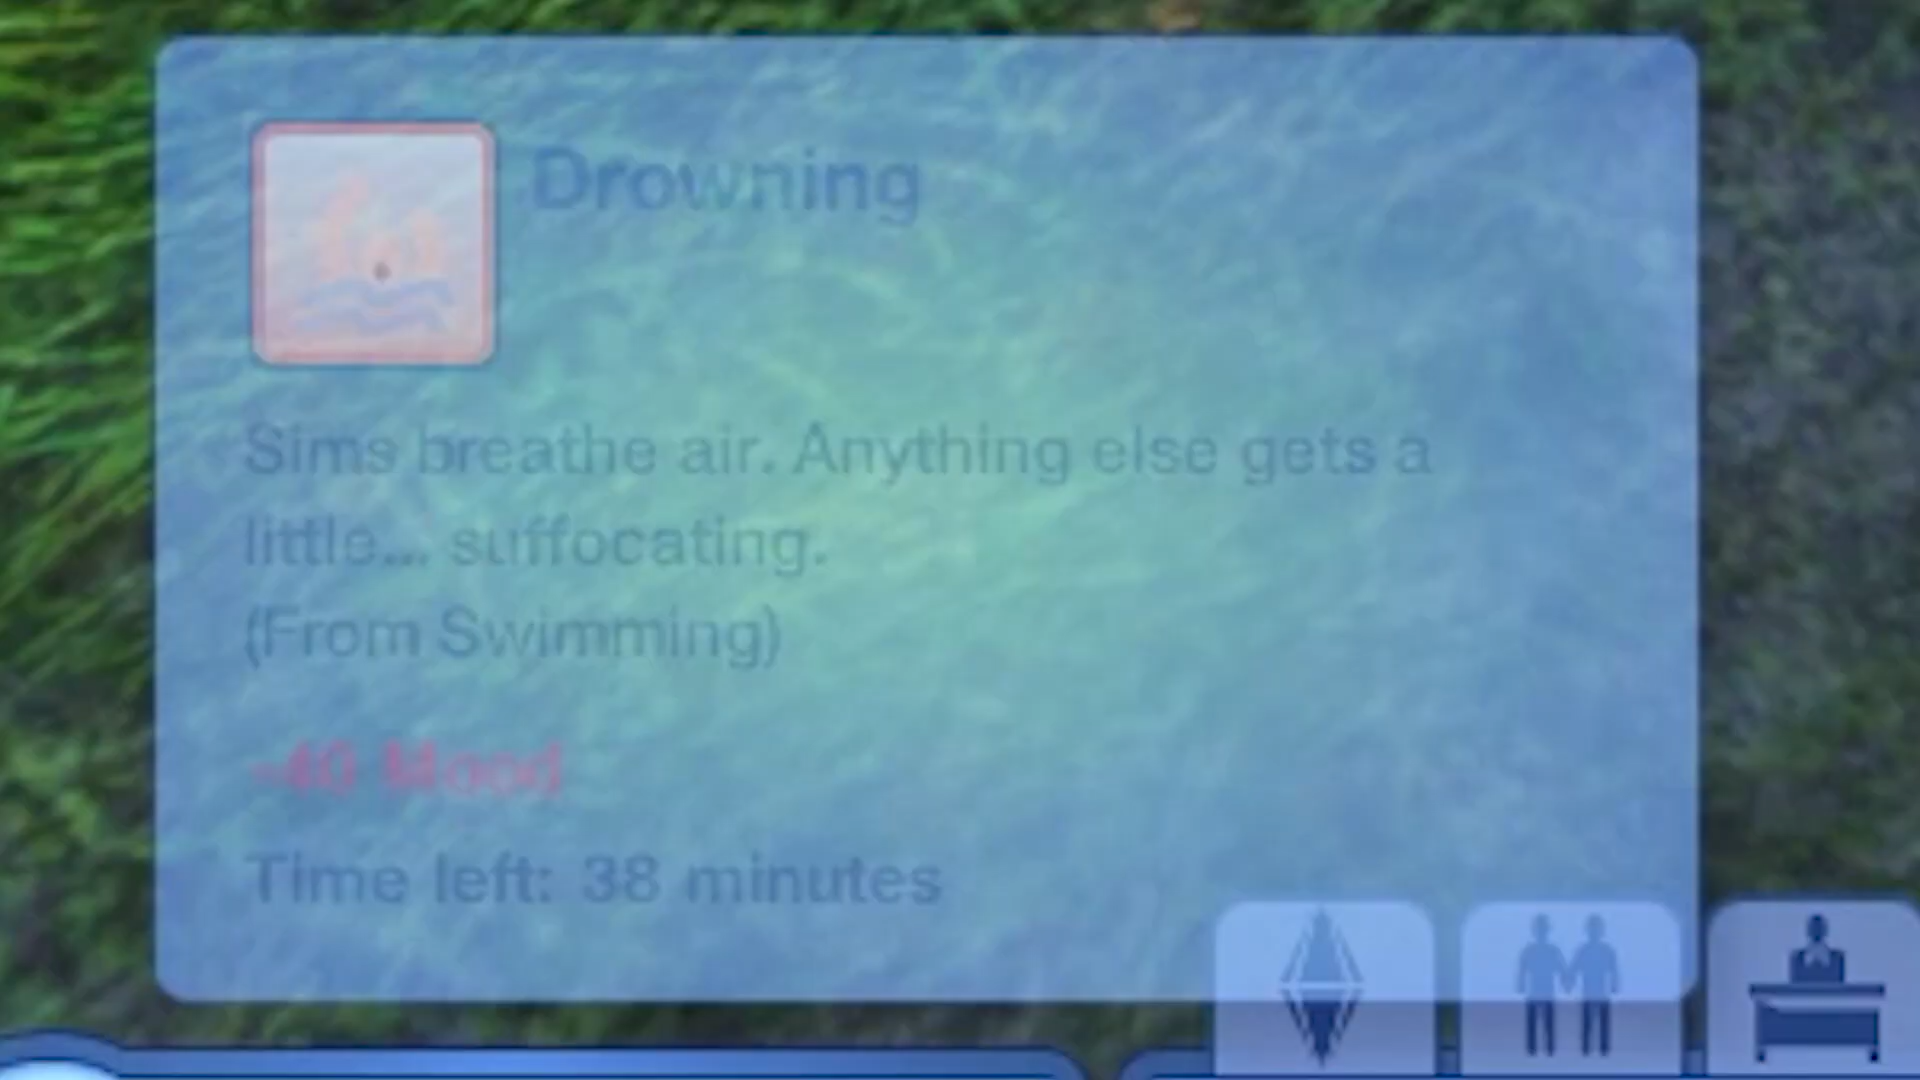 Drowning
Sims breathe air. Anything else gets a
little... suffocating.
(From Swimming)
-40 Mood
Time left: 38 minutes